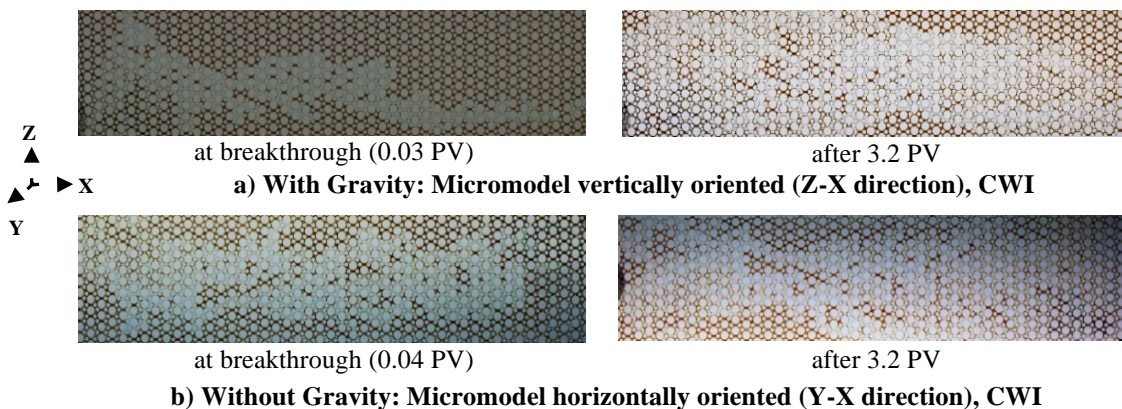 at breakthrough (0.03 PV)
after 3.2 PV
Z
X
Y
a) With Gravity: Micromodel vertically oriented (Z-X direction), CWI
at breakthrough (0.04 PV)
after 3.2 PV
b) Without Gravity: Micromodel horizontally oriented (Y-X direction), CWI